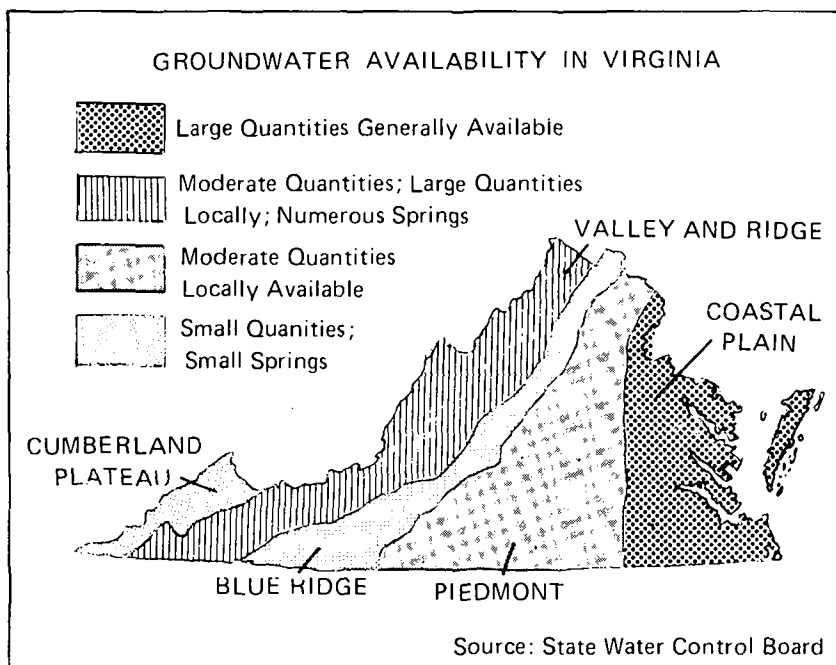 GROUNDWATER AVAILABILITY IN VIRGINIA
Large Quantities Generally Available
Moderate Quantities; Large Quantities
Locally; Numerous Springs
Moderate Quantities
Locally Available
Small Quanities;
Small Springs
VALLEY AND RIDGE
COASTAL
PLAIN
CUMBERLAND
PLATEAU
BLUE RIDGE
PIEDMONT
Source: State Water Control Board